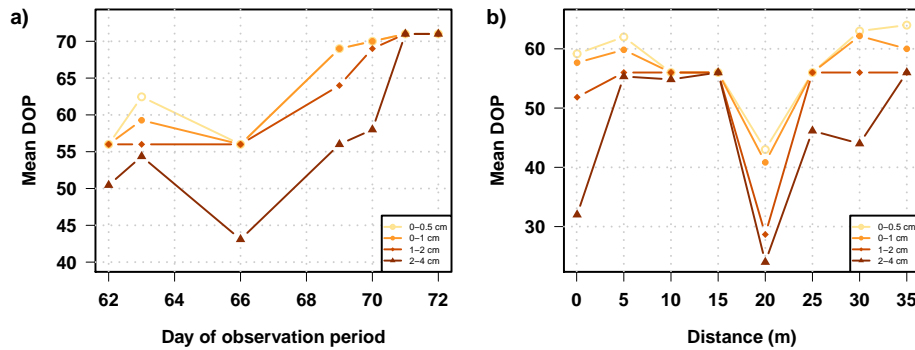 a)
Mean DOP
70
65
60
55
50
45
40
62 64 66 68 70 72
Day of observation period
0–0.5 cm
0–1 cm
1–2 cm
2–4 cm
b)
Mean DOP
60
50
40
30
0 5 10 15 20 25 30 35
Distance (m)
0–0.5 cm
0–1 cm
1–2 cm
2–4 cm